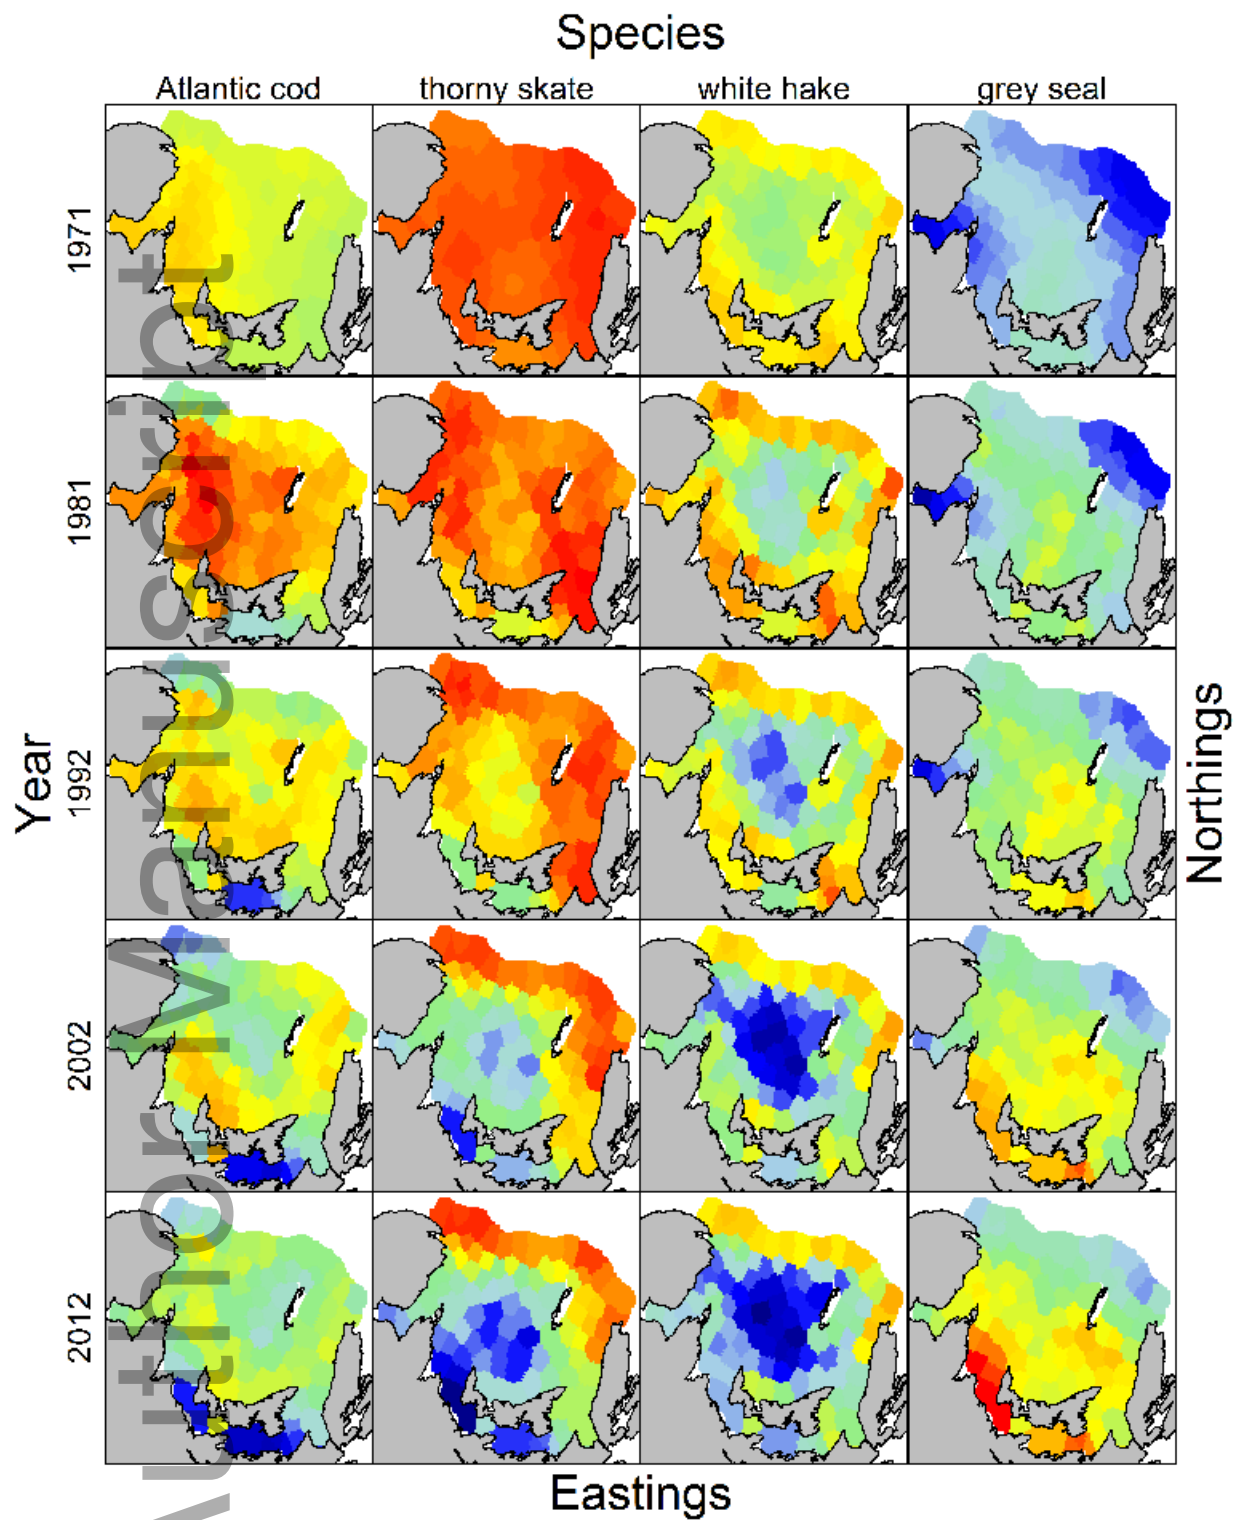 Species
Atlantic cod
thorny skate
white hake
grey seal
1971
1981
1992
2002
2012
Year
Northings
Eastings
Author Manuscript